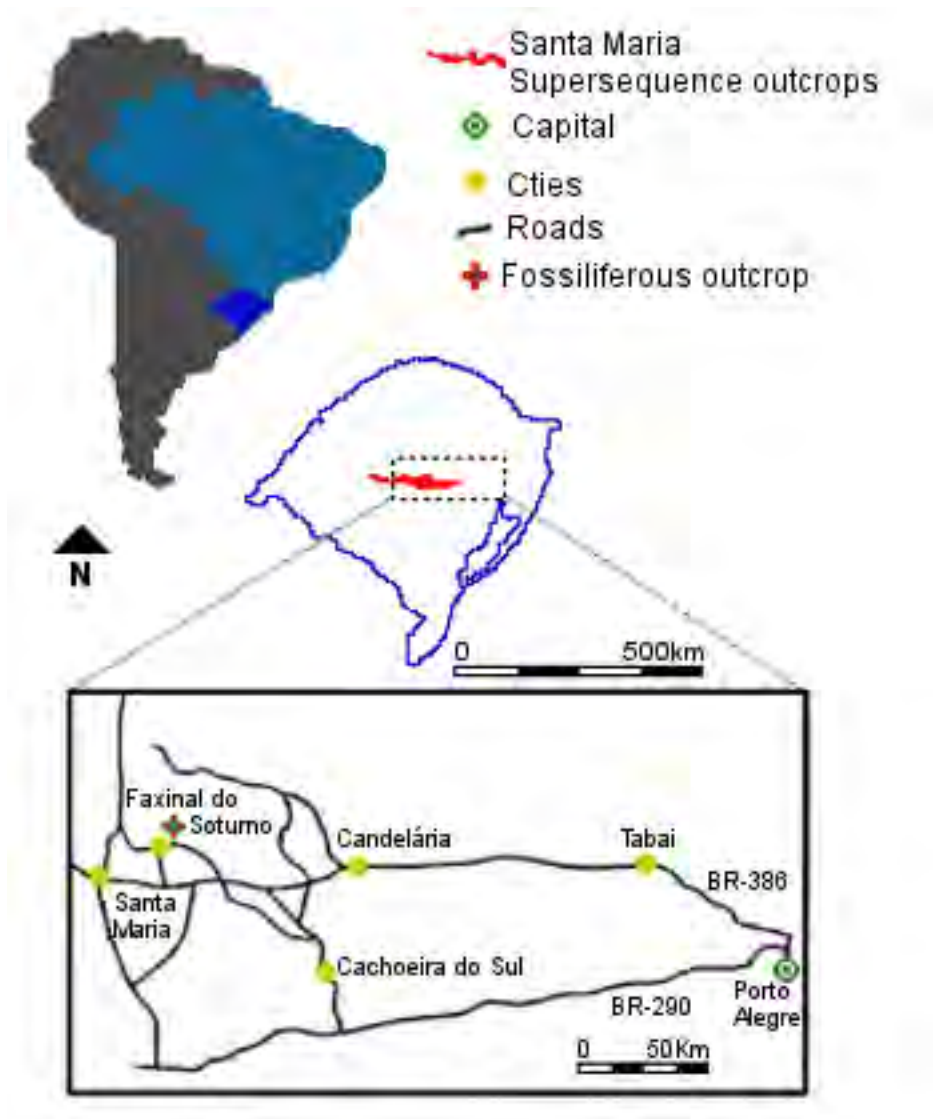 Santa Maria
Supersequence outcrops
Capital
Cties
Roads
Fossiliferous outcrop
N
0 500km
Faxinal do
Soturno
Candelária
Tabai
BR-386
Santa
Maria
Cachoeira do Sul
BR-290
Porto
Alegre
0 50Km